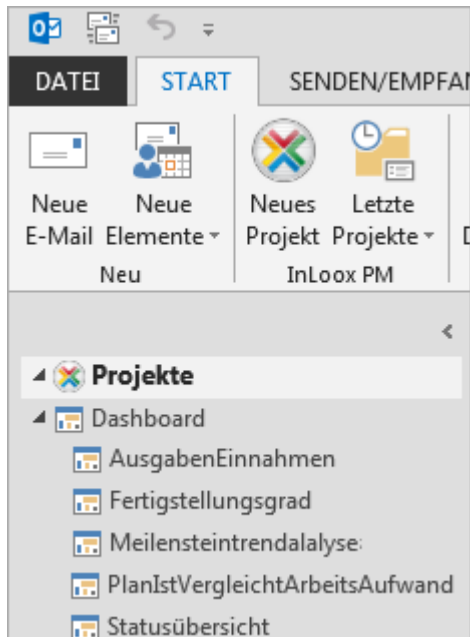 DATEI START SENDEN/EMPFAN
Neue E-Mail
Neue Elemente
Neues Projekt
Letzte Projekte
Neu InLoox PM
Projekte
Dashboard
AusgabenEinnahmen
Fertigstellungsgrad
Meilensteintrendalalyse
PlanIstVergleichtArbeitsAufwand
Statusübersicht